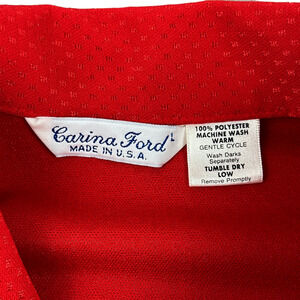 Carina Ford
L
MADE IN U.S.A.
100% POLYESTER
MACHINE WASH
WARM
GENTLE CYCLE
Wash Darks
Separately
TUMBLE DRY
LOW
Remove Promptly